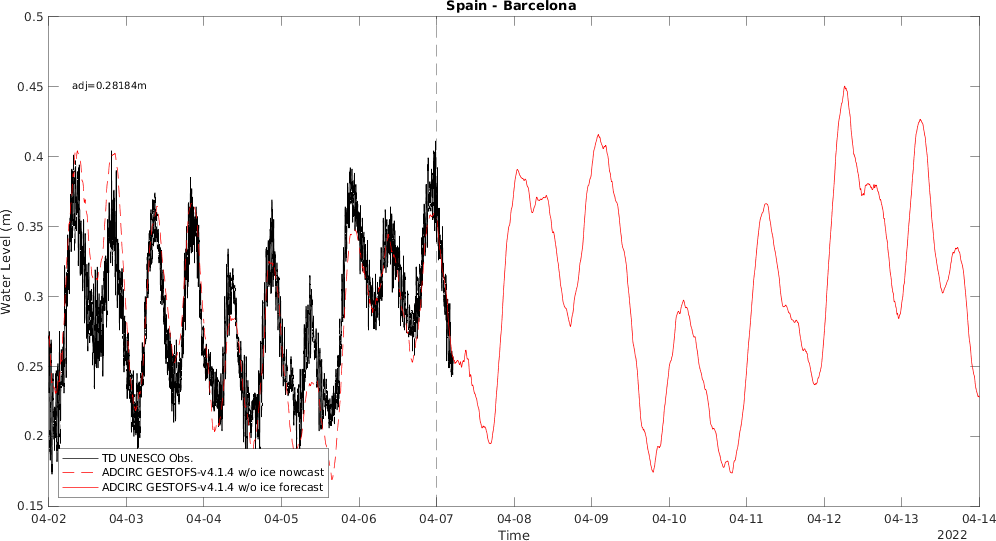 Spain - Barcelona
0.5
0.45
adj=0.28184m
0.4
0.35
0.3
0.25
0.2
0.15
Water Level (m)
TD UNESCO Obs.
ADCIRC GESTOFS-v4.1.4 w/o ice nowcast
ADCIRC GESTOFS-v4.1.4 w/o ice forecast
04-02 04-03 04-04 04-05 04-06 04-07 04-08 04-09 04-10 04-11 04-12 04-13 04-14
Time
2022